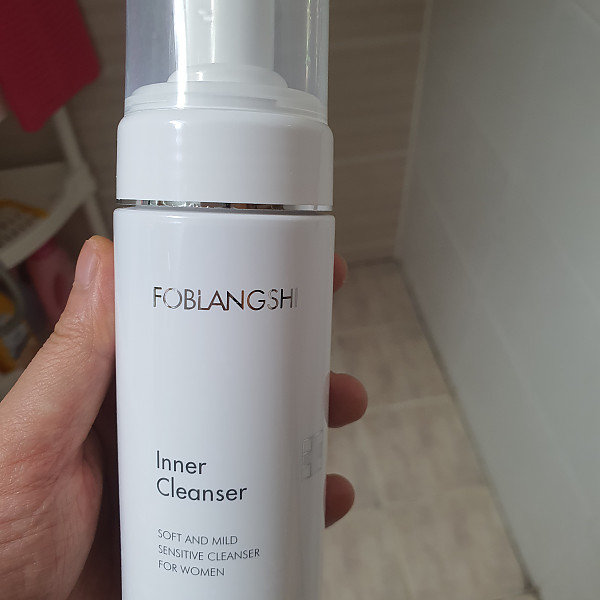 FOBLANGSHI
Inner
Cleanser
SOFT AND MILD
SENSITIVE CLEANSER
FOR WOMEN